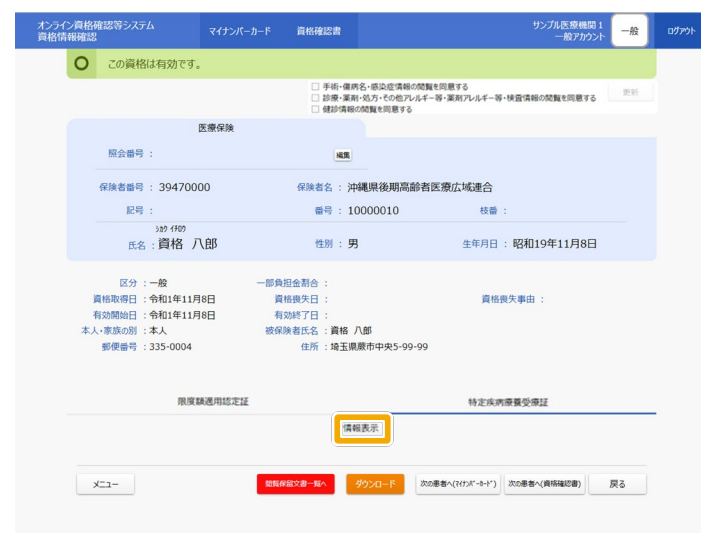 オンライン資格確認等システム
資格情報確認
マイナンバーカード 資格確認書
サンプル医療機関1
一般アカウント
一般 ログアウト
この資格は有効です。
手術・傷病名・感染症情報の閲覧を同意する
診療・薬剤・処方・その他アレルギー等・薬剤アレルギー等・検査情報の閲覧を同意する
健診情報の閲覧を同意する
更新
医療保険
照会番号 : 編集
保険者番号 : 39470000 保険者名 : 沖縄県後期高齢者医療広域連合
記号 : 番号 : 10000010 枝番 :
ｼｶｸ ｲﾁﾛｳ
氏名 : 資格 八郎 性別 : 男 生年月日 : 昭和19年11月8日
区分 : 一般 一部負担金割合 :
資格取得日 : 令和1年11月8日 資格喪失日 : 資格喪失事由 :
有効開始日 : 令和1年11月8日 有効終了日 :
本人・家族の別 : 本人 被保険者氏名 : 資格 八郎
郵便番号 : 335-0004 住所 : 埼玉県蕨市中央5-99-99
限度額適用認定証 特定疾病療養受療証
情報表示
メニュー 閲覧保留文書一覧へ ダウンロード 次の患者へ(ﾏｲﾅﾝﾊﾞｰｶｰﾄﾞ) 次の患者へ(資格確認書) 戻る